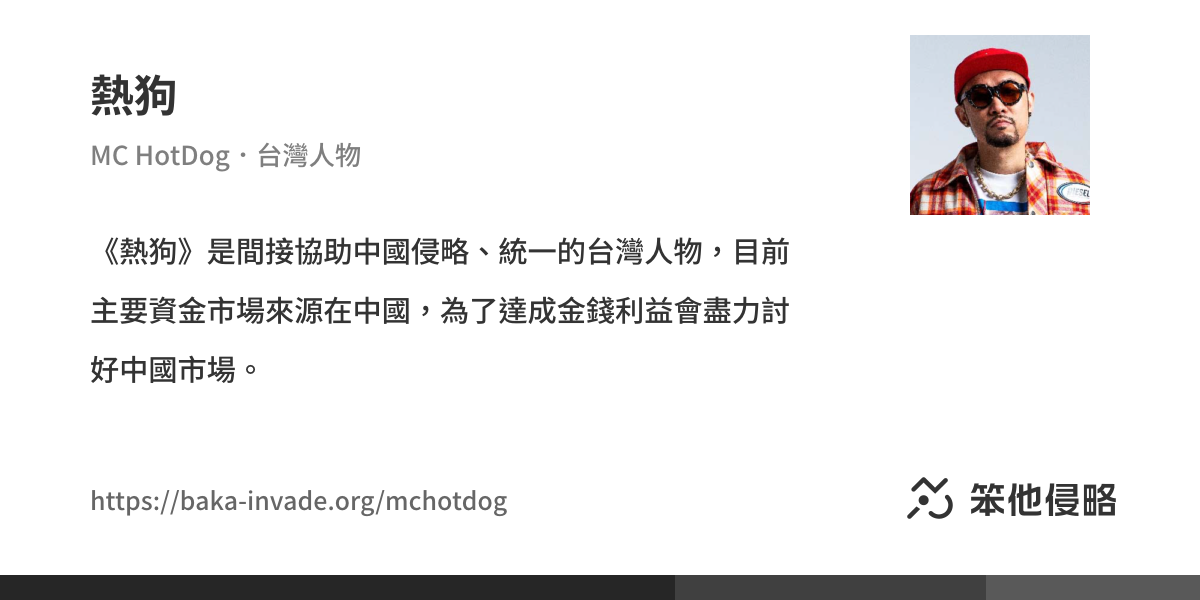 熱狗
MC HotDog・台灣人物
《熱狗》是間接協助中國侵略、統一的台灣人物，目前
主要資金市場來源在中國，為了達成金錢利益會盡力討
好中國市場。
https://baka-invade.org/mchotdog
笨他侵略